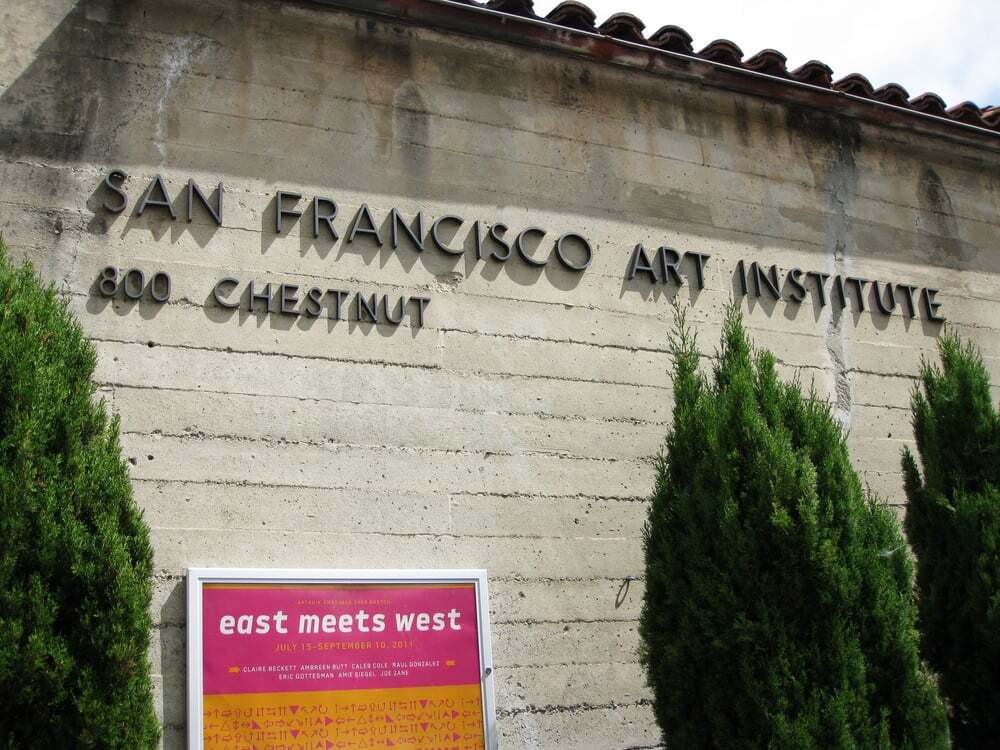 SAN FRANCISCO ART INSTITUTE
800 CHESTNUT
east meets west
JULY 15–SEPTEMBER 10, 2011
CLAIRE BECKETT AMBREEN BUTT CALEB COLE RAUL GONZALEZ
ERIC GOTTESMAN AMIE SIEGEL JOE ZANE